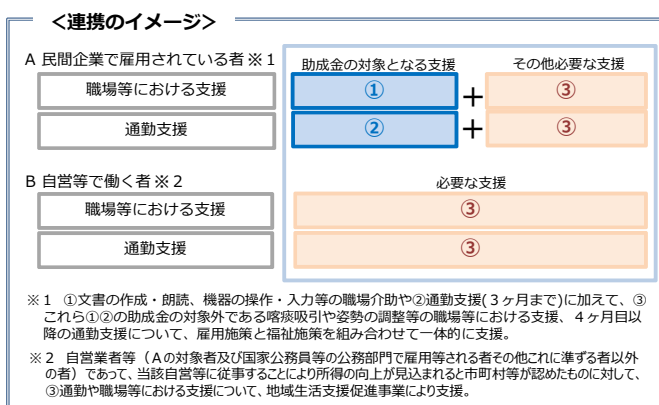 ＜連携のイメージ＞
A 民間企業で雇用されている者※1
助成金の対象となる支援
その他必要な支援
職場等における支援
①
＋
③
通勤支援
②
＋
③
B 自営等で働く者※2
必要な支援
職場等における支援
③
通勤支援
③
※1 ①文書の作成・朗読、機器の操作・入力等の職場介助や②通勤支援(3ヶ月まで)に加えて、③
これら①②の助成金の対象外である喀痰吸引や姿勢の調整等の職場等における支援、4ヶ月目以
降の通勤支援について、雇用施策と福祉施策を組み合わせて一体的に支援。
※2 自営業者等（Aの対象者及び国家公務員等の公務部門で雇用等される者その他これに準ずる者以外
の者）であって、当該自営等に従事することにより所得の向上が見込まれると市町村等が認めたものに対して、
③通勤や職場等における支援について、地域生活支援促進事業により支援。